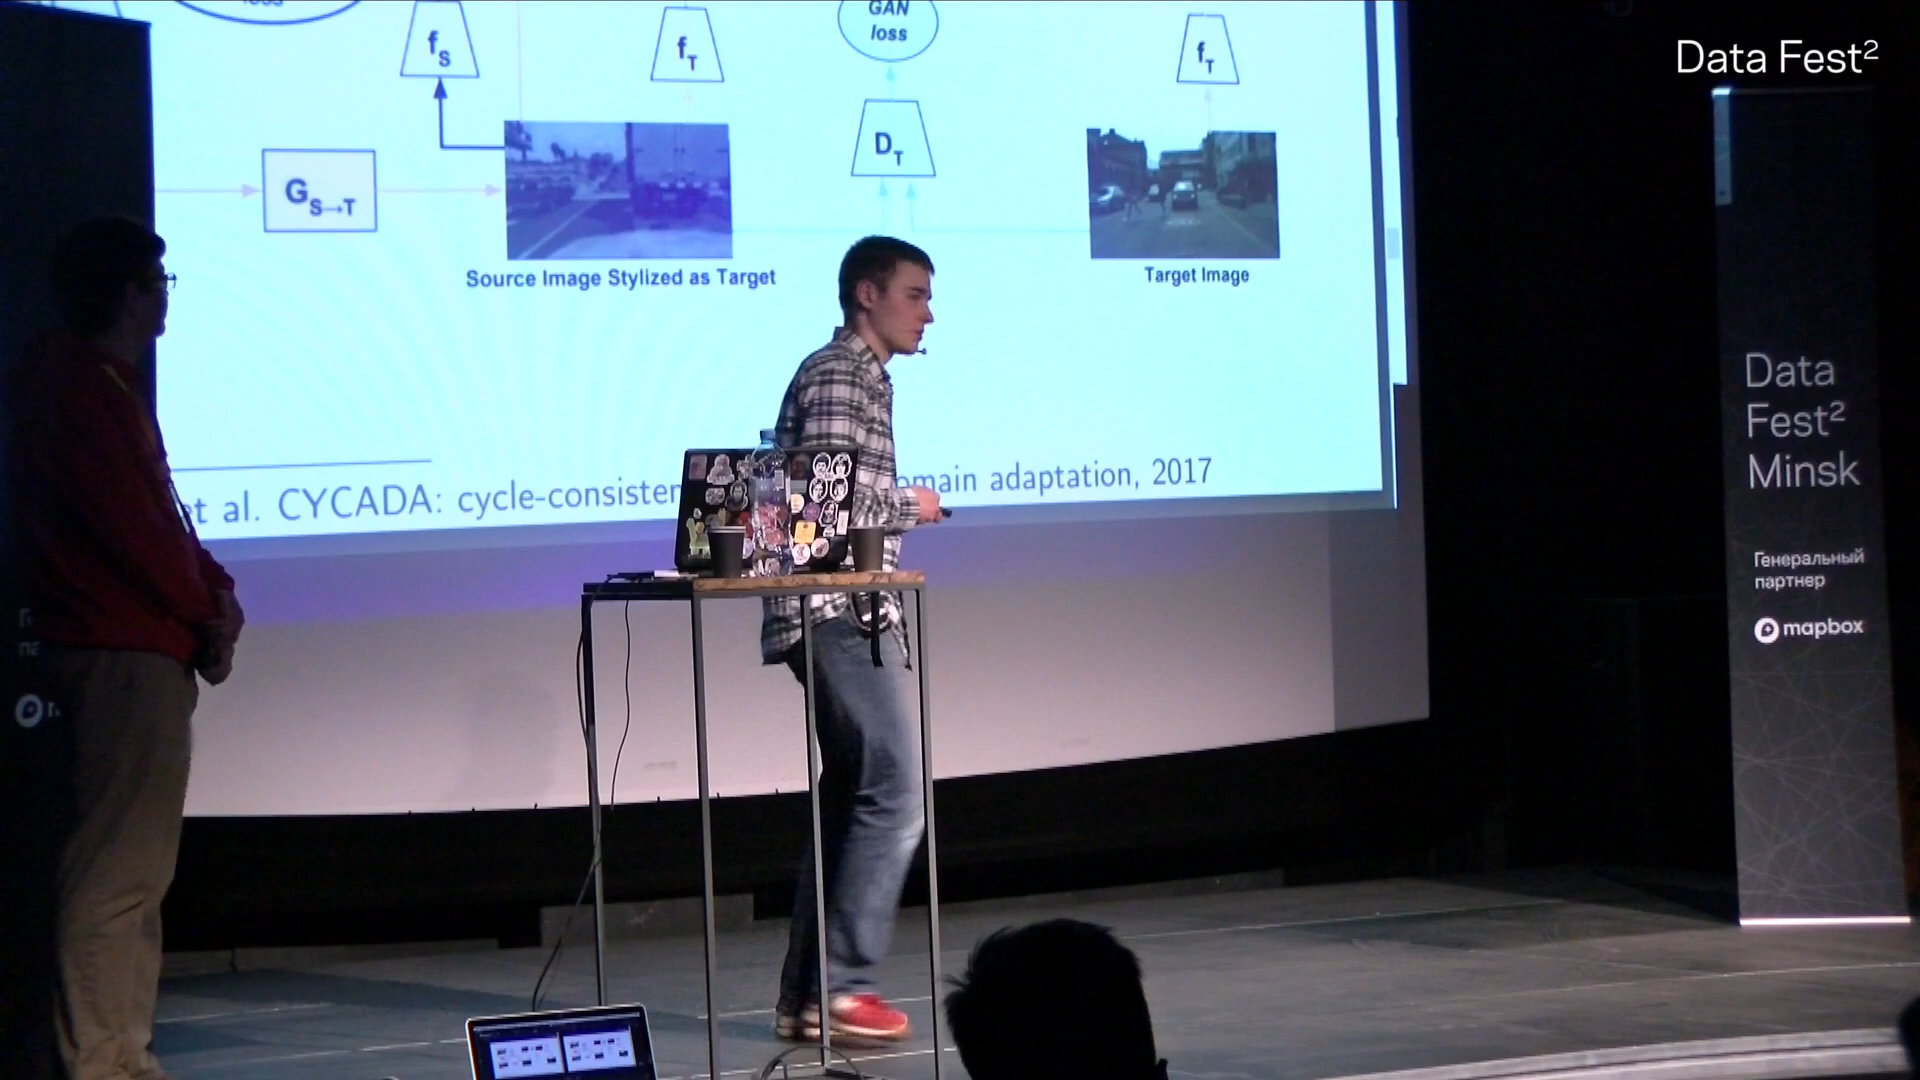 loss
f_S
f_T
GAN
loss
f_T
Data Fest²
D_T
G_S→T
Source Image Stylized as Target
Target Image
et al. CYCADA: cycle-consisten
omain adaptation, 2017
Data
Fest²
Minsk
Генеральный
партнер
mapbox